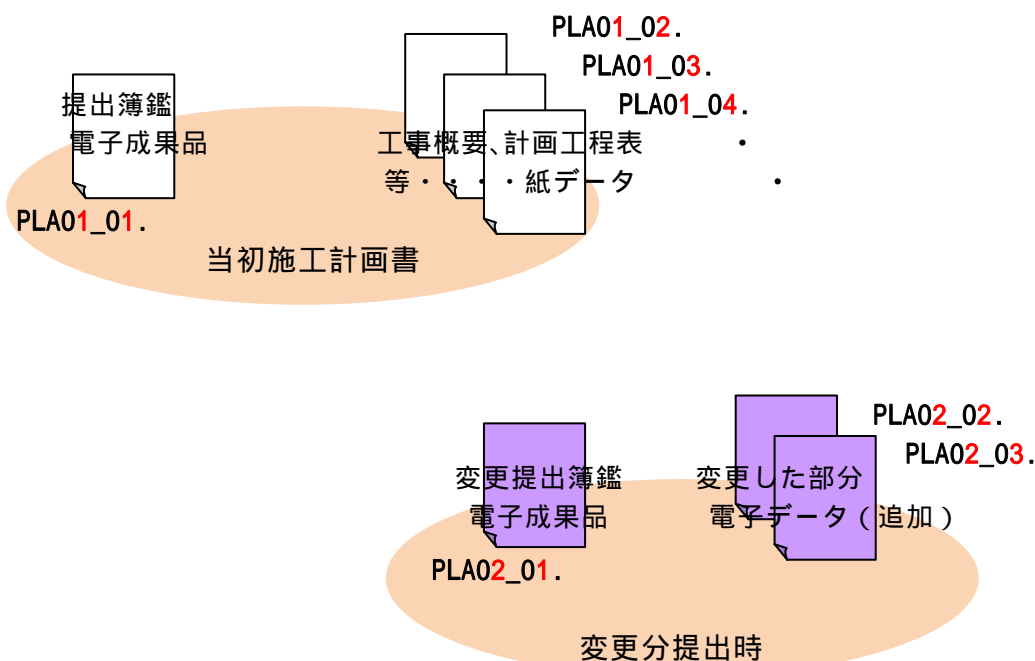 PLA01_02.
PLA01_03.
PLA01_04.
提出簿鑑
電子成果品
工事概要、計画工程表
・
等・・・・紙データ
・
PLA01_01.
当初施工計画書
PLA02_02.
PLA02_03.
変更提出簿鑑
電子成果品
変更した部分
電子データ（追加）
PLA02_01.
変更分提出時